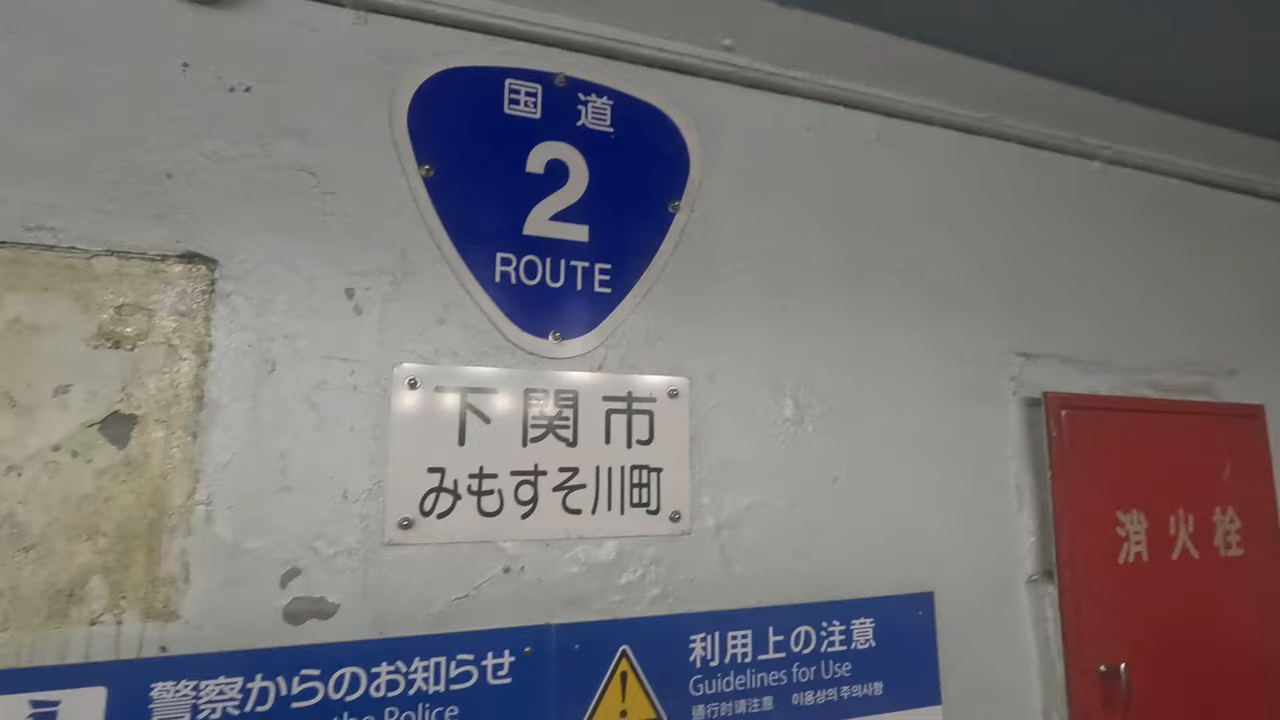 国道
2
ROUTE
下関市
みもすそ川町
消火栓
警察からのお知らせ
the Police
利用上の注意
Guidelines for Use
通行时请注意 이용상의 주의사항